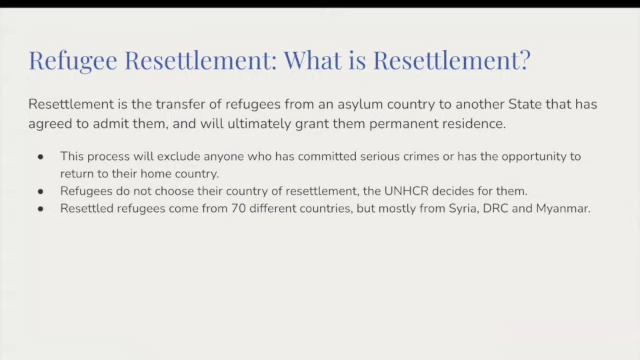 Refugee Resettlement: What is Resettlement?
Resettlement is the transfer of refugees from an asylum country to another State that has
agreed to admit them, and will ultimately grant them permanent residence.
● This process will exclude anyone who has committed serious crimes or has the opportunity to
return to their home country.
● Refugees do not choose their country of resettlement, the UNHCR decides for them.
● Resettled refugees come from 70 different countries, but mostly from Syria, DRC and Myanmar.